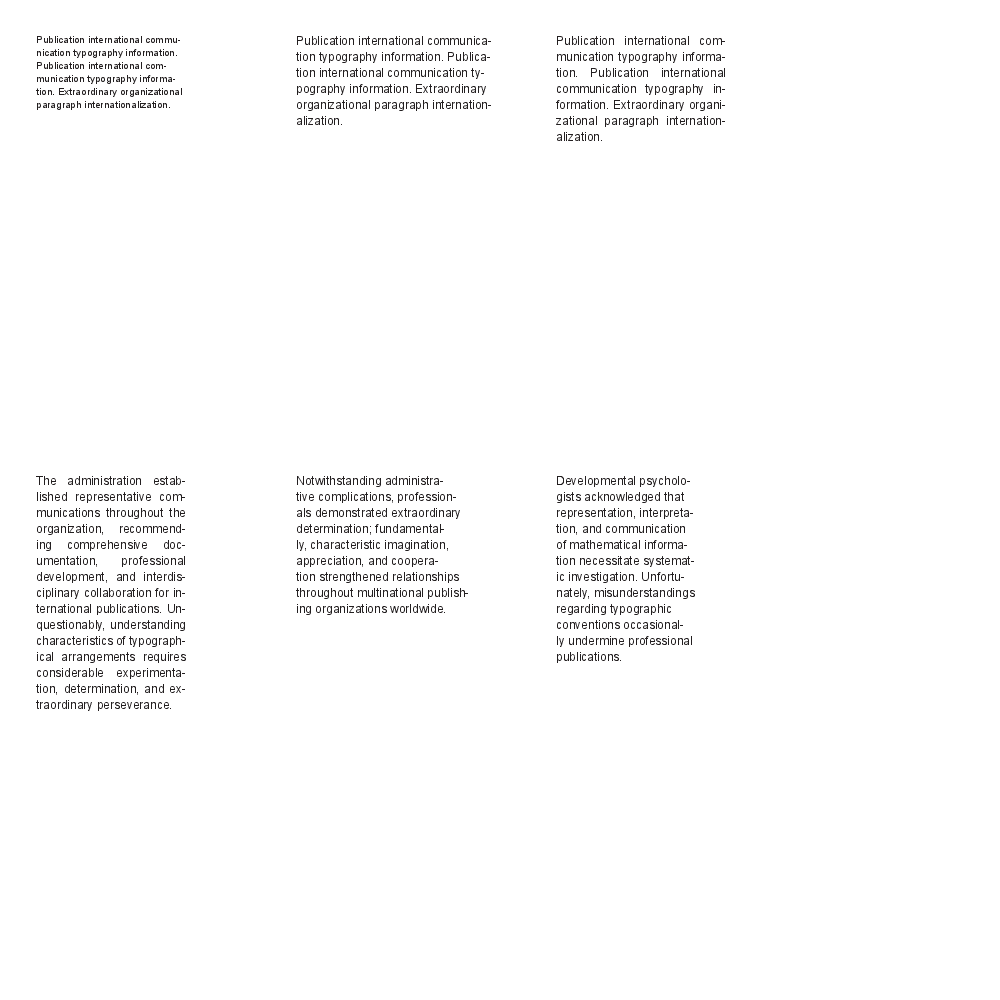 Publication international commu-
nication typography information.
Publication international com-
munication typography informa-
tion. Extraordinary organizational
paragraph internationalization.
Publication international communica-
tion typography information. Publica-
tion international communication ty-
pography information. Extraordinary
organizational paragraph internation-
alization.
Publication international com-
munication typography informa-
tion. Publication international
communication typography in-
formation. Extraordinary organi-
zational paragraph internation-
alization.
The administration estab-
lished representative com-
munications throughout the
organization, recommend-
ing comprehensive doc-
umentation, professional
development, and interdis-
ciplinary collaboration for in-
ternational publications. Un-
questionably, understanding
characteristics of typograph-
ical arrangements requires
considerable experimenta-
tion, determination, and ex-
traordinary perseverance.
Notwithstanding administra-
tive complications, profession-
als demonstrated extraordinary
determination; fundamental-
ly, characteristic imagination,
appreciation, and coopera-
tion strengthened relationships
throughout multinational publish-
ing organizations worldwide.
Developmental psycholo-
gists acknowledged that
representation, interpreta-
tion, and communication
of mathematical informa-
tion necessitate systemat-
ic investigation. Unfortu-
nately, misunderstandings
regarding typographic
conventions occasional-
ly undermine professional
publications.